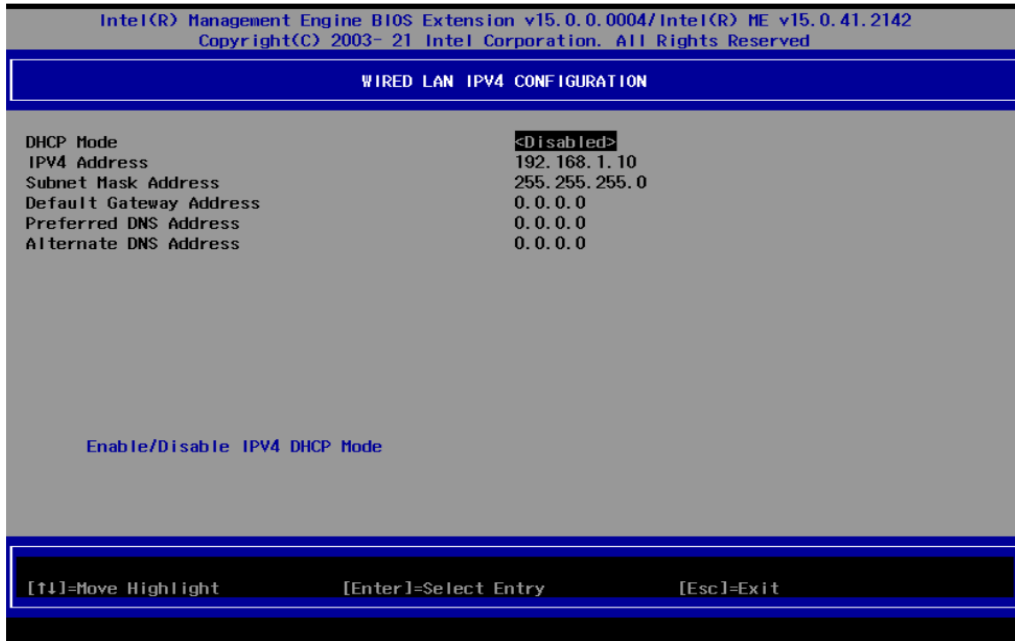 Intel(R) Management Engine BIOS Extension v15.0.0.0004/Intel(R) ME v15.0.41.2142
Copyright(C) 2003- 21 Intel Corporation. All Rights Reserved
WIRED LAN IPV4 CONFIGURATION
DHCP Mode <Disabled>
IPV4 Address 192.168.1.10
Subnet Mask Address 255.255.255.0
Default Gateway Address 0.0.0.0
Preferred DNS Address 0.0.0.0
Alternate DNS Address 0.0.0.0
Enable/Disable IPV4 DHCP Mode
[↑↓]=Move Highlight [Enter]=Select Entry [Esc]=Exit